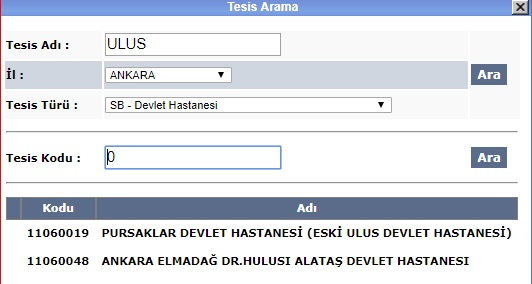 Tesis Arama
Tesis Adı : ULUS
İl : ANKARA Ara
Tesis Türü : SB - Devlet Hastanesi
Tesis Kodu : 0 Ara
Kodu Adı
11060019 PURSAKLAR DEVLET HASTANESİ (ESKİ ULUS DEVLET HASTANESİ)
11060048 ANKARA ELMADAĞ DR.HULUSI ALATAŞ DEVLET HASTANESI